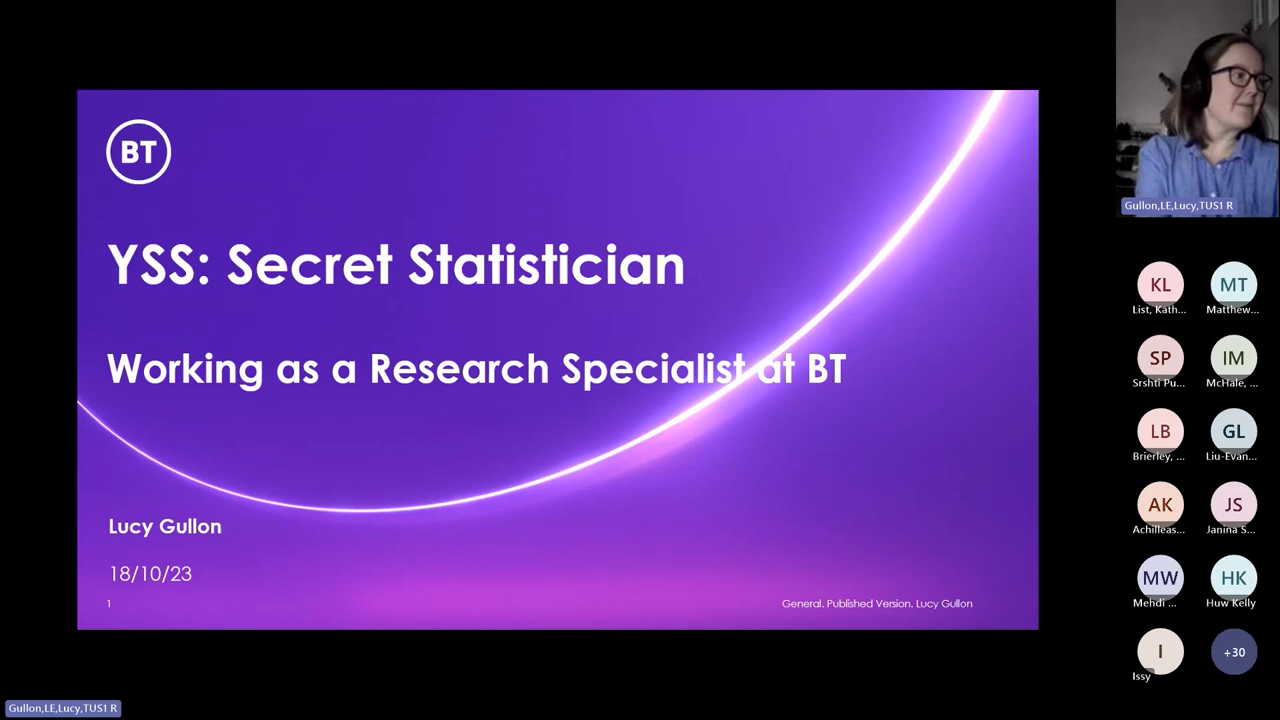 BT
YSS: Secret Statistician
Working as a Research Specialist at BT
Lucy Gullon
18/10/23
1
General. Published Version. Lucy Gullon
Gullon,LE,Lucy,TUS1 R
KL
MT
List, Kath...
Matthew...
SP
IM
Srshti Pu...
McHale, ...
LB
GL
Brierley, ...
Liu-Evan...
AK
JS
Achilleas...
Janina S...
MW
HK
Mehdi ...
Huw Kelly
I
+30
Issy
Gullon,LE,Lucy,TUS1 R